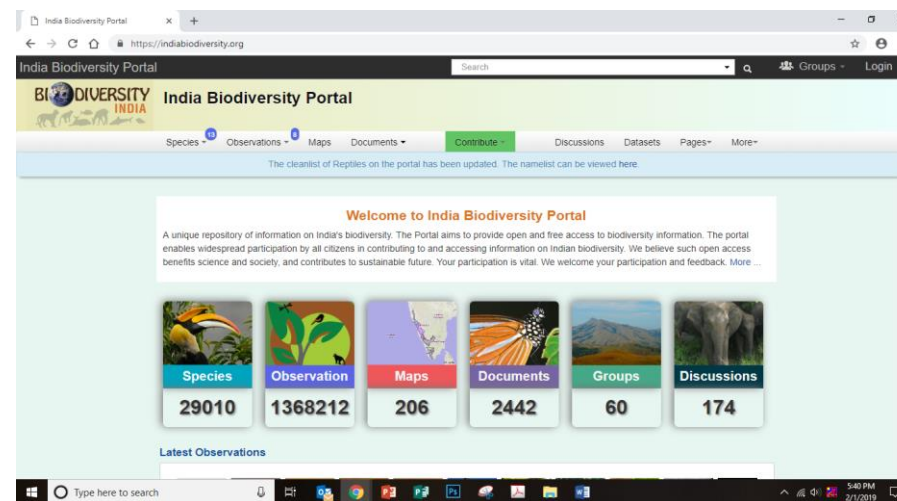 India Biodiversity Portal
https://indiabiodiversity.org
India Biodiversity Portal
Search
Groups
Login
BIODIVERSITY
INDIA
India Biodiversity Portal
Species
13
Observations
8
Maps
Documents
Contribute
Discussions
Datasets
Pages
More
The cleanlist of Reptiles on the portal has been updated. The namelist can be viewed here.
Welcome to India Biodiversity Portal
A unique repository of information on India's biodiversity. The Portal aims to provide open and free access to biodiversity information. The portal
enables widespread participation by all citizens in contributing to and accessing information on Indian biodiversity. We believe such open access
benefits science and society, and contributes to sustainable future. Your participation is vital. We welcome your participation and feedback. More ...
Species
Observation
Maps
Documents
Groups
Discussions
29010
1368212
206
2442
60
174
Latest Observations
Type here to search
5:40 PM
2/1/2019